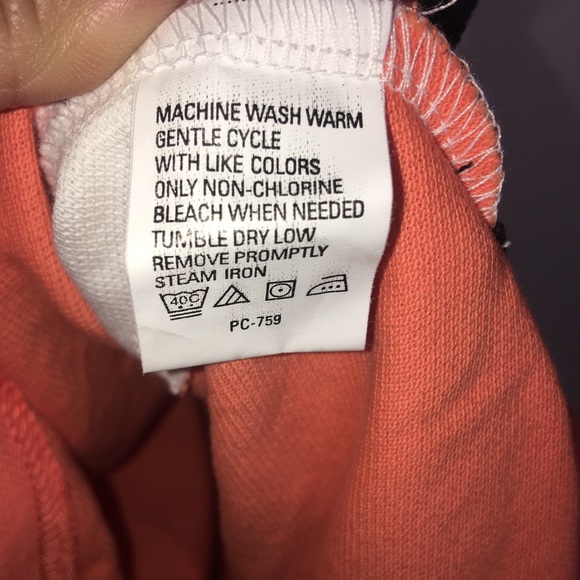 MACHINE WASH WARM
GENTLE CYCLE
WITH LIKE COLORS
ONLY NON-CHLORINE
BLEACH WHEN NEEDED
TUMBLE DRY LOW
REMOVE PROMPTLY
STEAM IRON
40C
PC-759